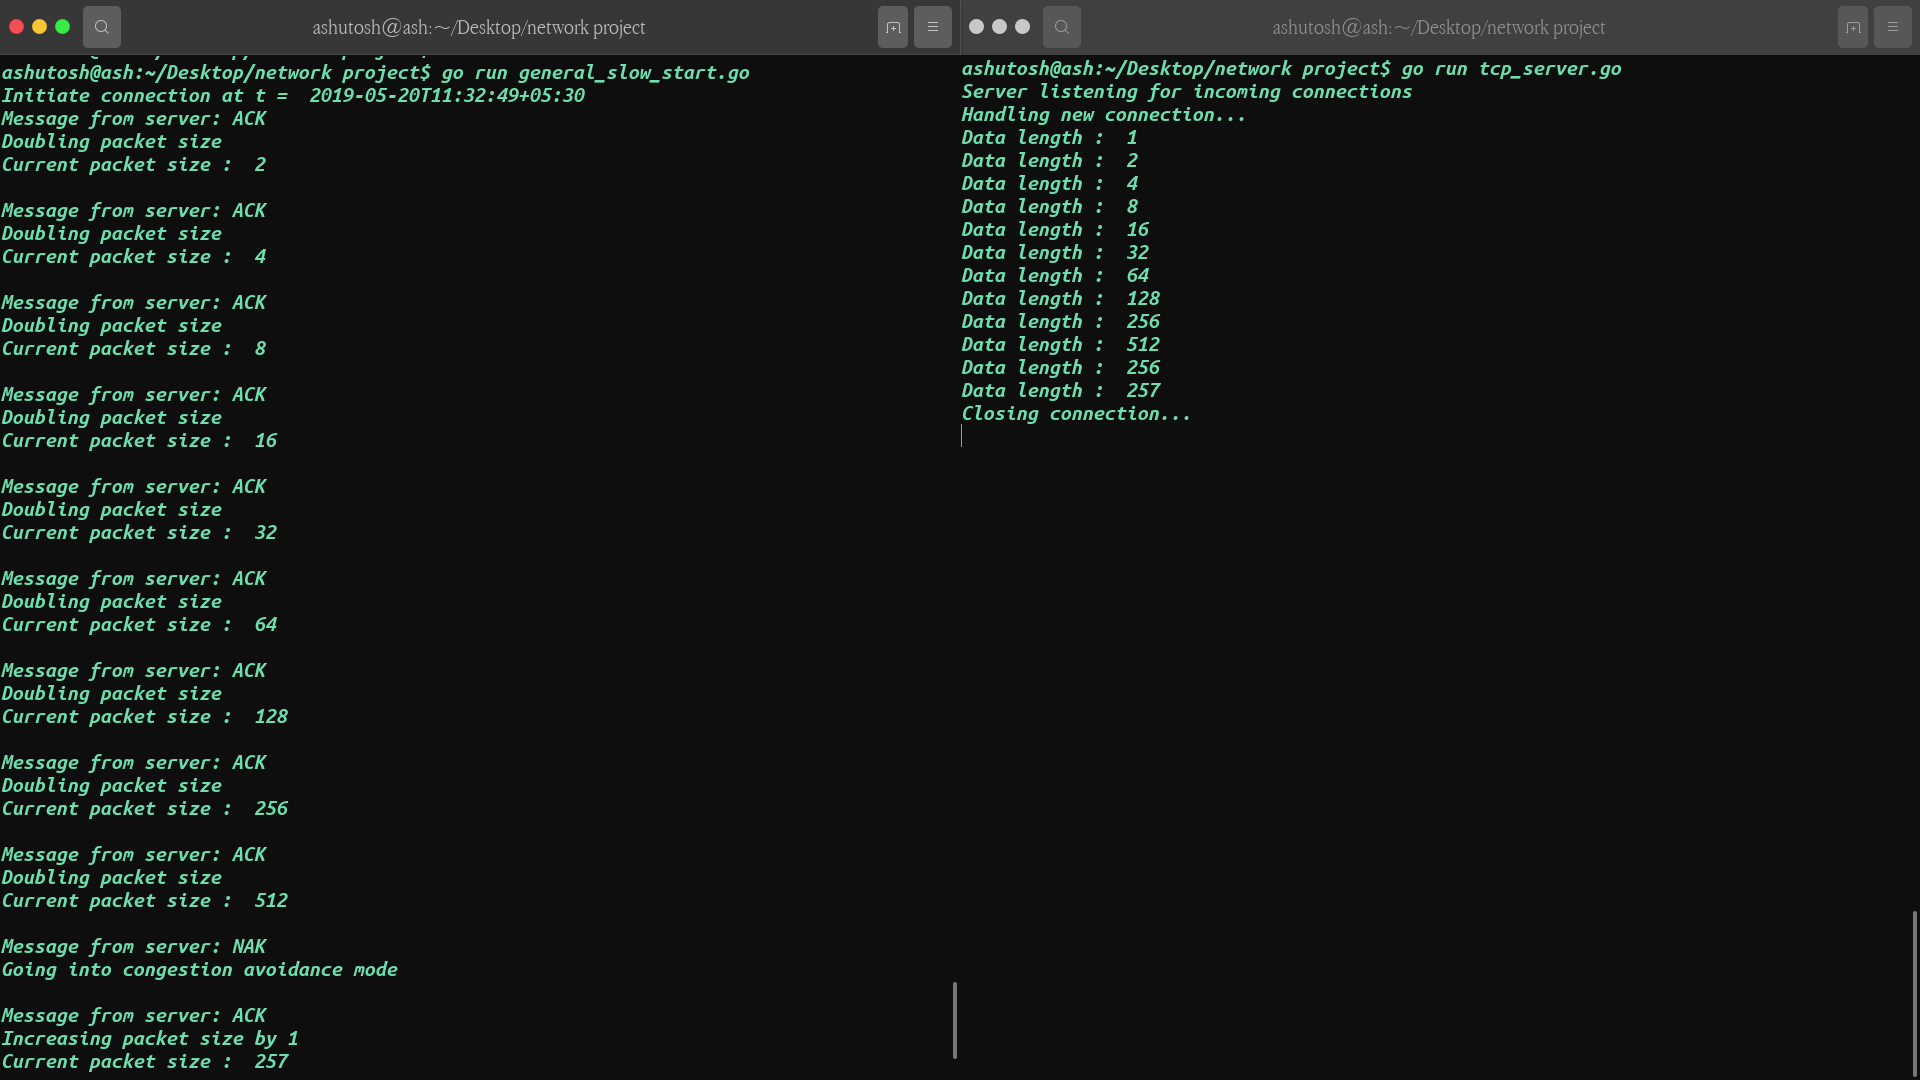 ashutosh@ash:~/Desktop/network project
ashutosh@ash:~/Desktop/network project$ go run general_slow_start.go
Initiate connection at t =  2019-05-20T11:32:49+05:30
Message from server: ACK
Doubling packet size
Current packet size :  2

Message from server: ACK
Doubling packet size
Current packet size :  4

Message from server: ACK
Doubling packet size
Current packet size :  8

Message from server: ACK
Doubling packet size
Current packet size :  16

Message from server: ACK
Doubling packet size
Current packet size :  32

Message from server: ACK
Doubling packet size
Current packet size :  64

Message from server: ACK
Doubling packet size
Current packet size :  128

Message from server: ACK
Doubling packet size
Current packet size :  256

Message from server: ACK
Doubling packet size
Current packet size :  512

Message from server: NAK
Going into congestion avoidance mode

Message from server: ACK
Increasing packet size by 1
Current packet size :  257
ashutosh@ash:~/Desktop/network project
ashutosh@ash:~/Desktop/network project$ go run tcp_server.go
Server listening for incoming connections
Handling new connection...
Data length :  1
Data length :  2
Data length :  4
Data length :  8
Data length :  16
Data length :  32
Data length :  64
Data length :  128
Data length :  256
Data length :  512
Data length :  256
Data length :  257
Closing connection...